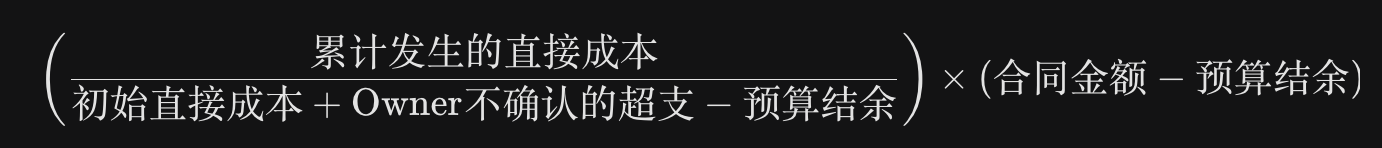 累计发生的直接成本
初始直接成本 + Owner不确认的超支 − 预算结余
( ) × (合同金额 − 预算结余)